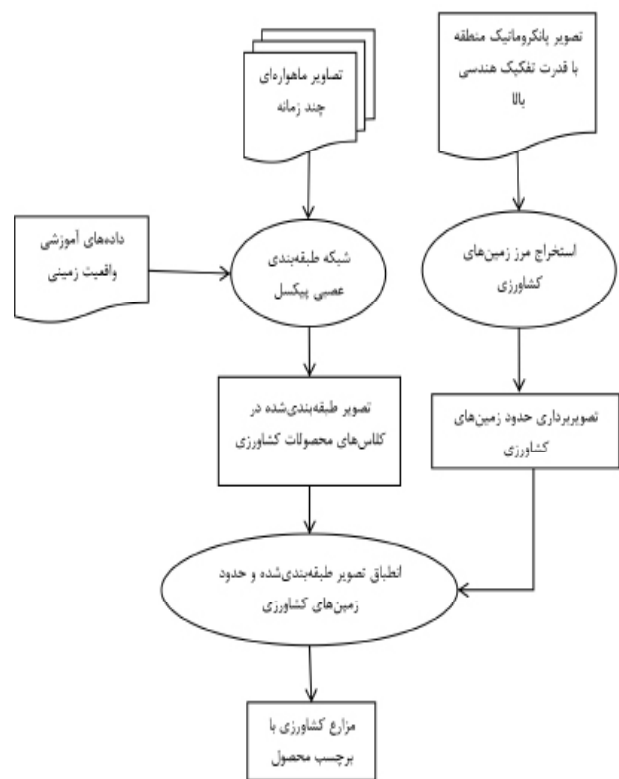 تصویر پانکروماتیک منطقه
با قدرت تفکیک هندسی
بالا
تصاویر ماهواره‌ای
چند زمانه
داده‌های آموزشی
واقعیت زمینی
شبکه طبقه‌بندی
عصبی پیکسل
استخراج مرز زمین‌های
کشاورزی
تصویر طبقه‌بندی‌شده در
کلاس‌های محصولات کشاورزی
تصویربرداری حدود زمین‌های
کشاورزی
انطباق تصویر طبقه‌بندی‌شده و حدود
زمین‌های کشاورزی
مزارع کشاورزی با
برچسب محصول